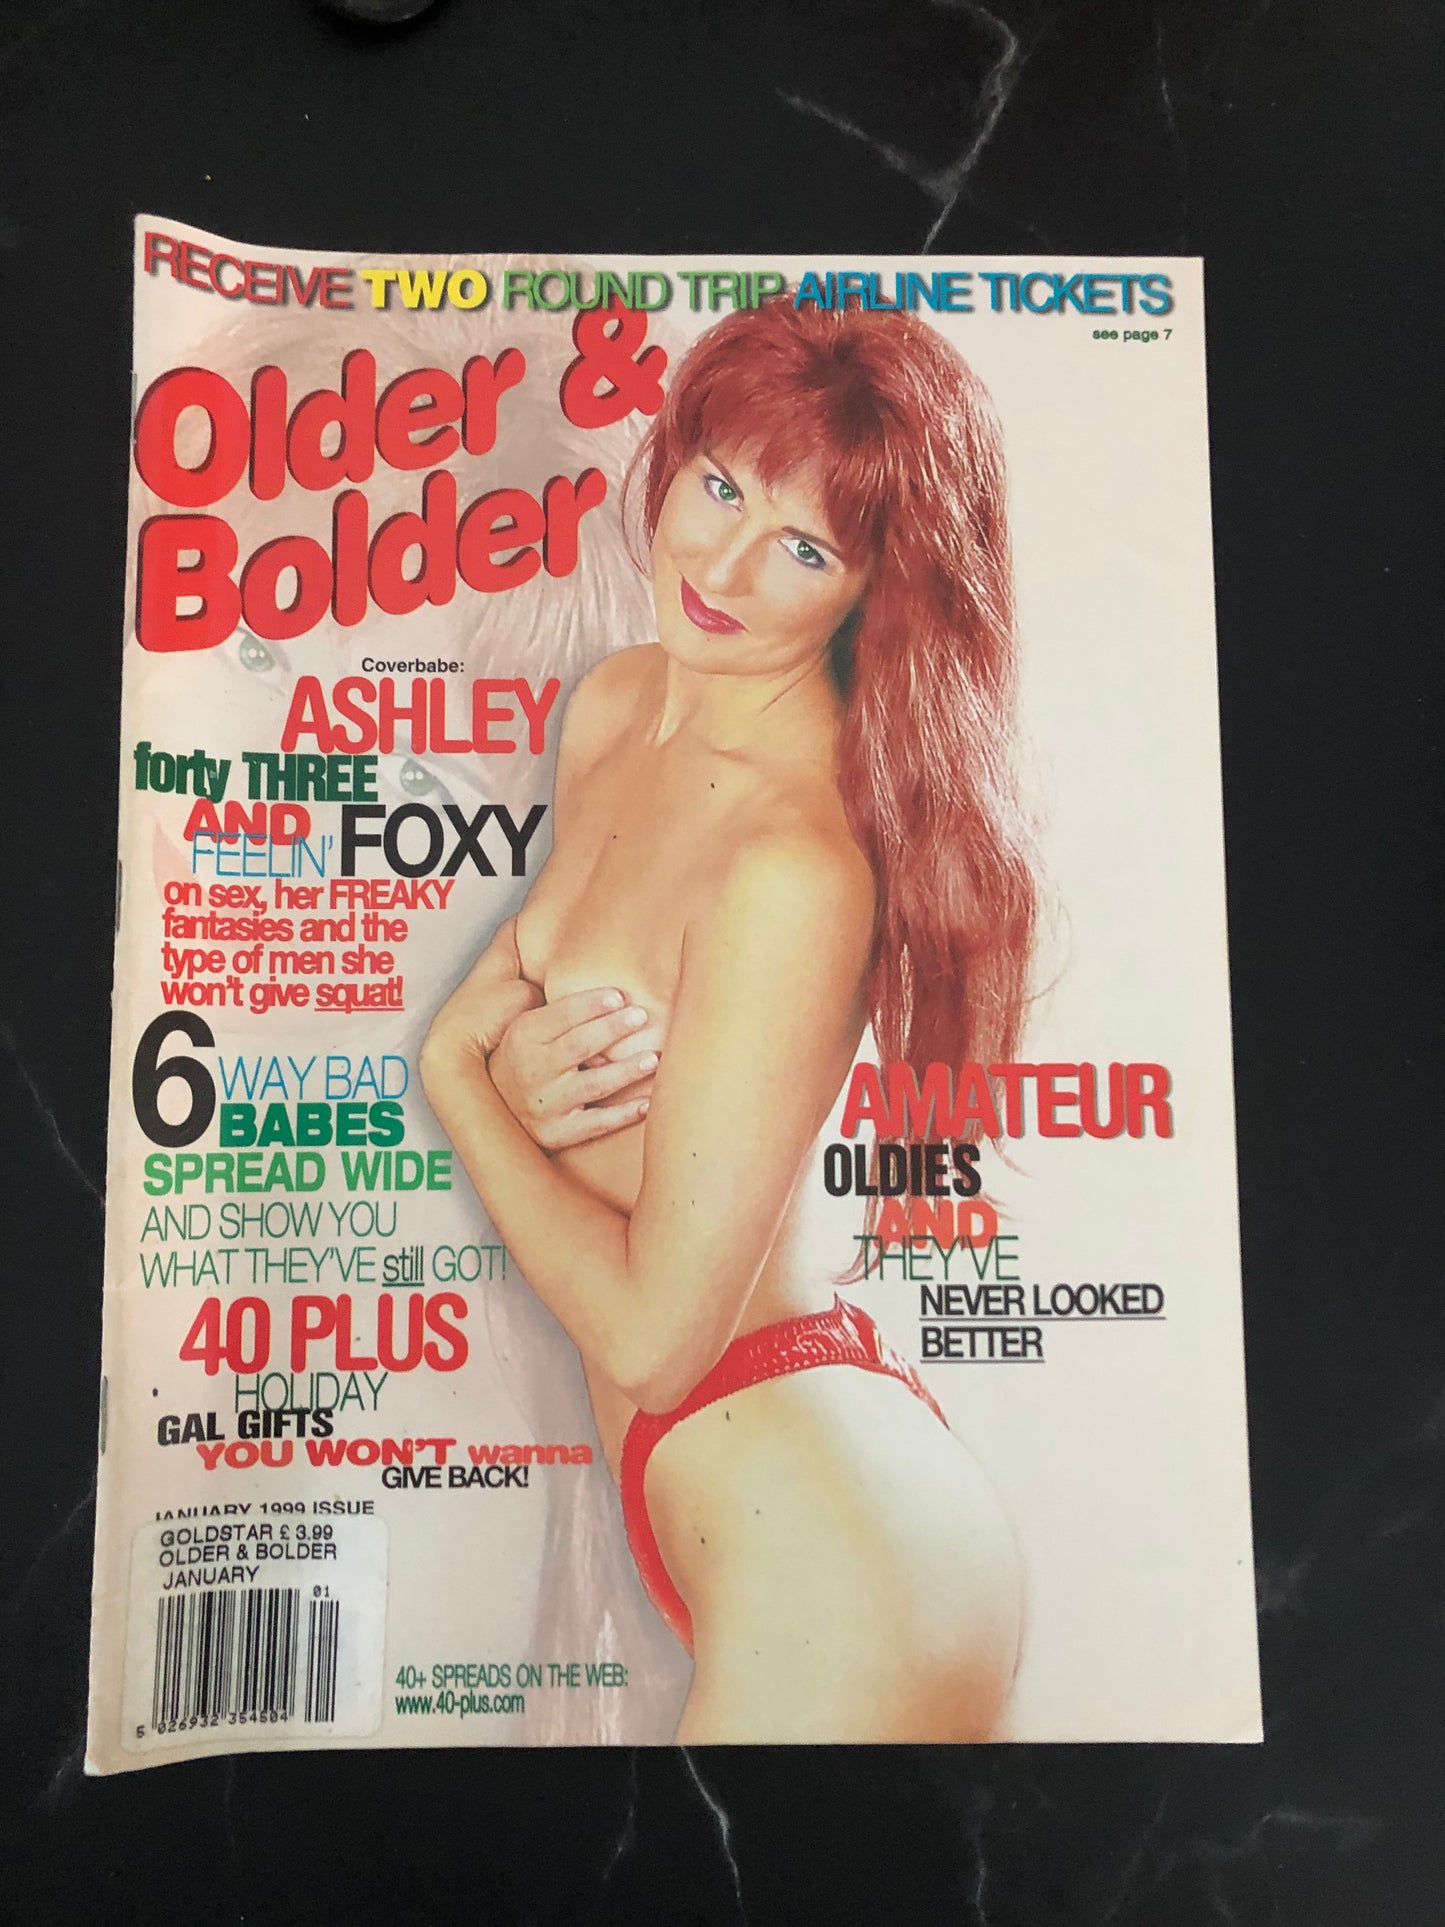 RECEIVE TWO ROUND TRIP AIRLINE TICKETS
see page 7
Older &
Bolder
Coverbabe:
ASHLEY
forty THREE
AND
FEELIN' FOXY
on sex, her FREAKY
fantasies and the
type of men she
won't give squat!
6 WAY BAD
BABES
SPREAD WIDE
AND SHOW YOU
WHAT THEY'VE still GOT!
40 PLUS
HOLIDAY
GAL GIFTS
YOU WON'T wanna
GIVE BACK!
AMATEUR
OLDIES
AND
THEY'VE
NEVER LOOKED
BETTER
JANUARY 1999 ISSUE
GOLDSTAR £ 3.99
OLDER & BOLDER
JANUARY
01
5 026932 354504
40+ SPREADS ON THE WEB:
www.40-plus.com